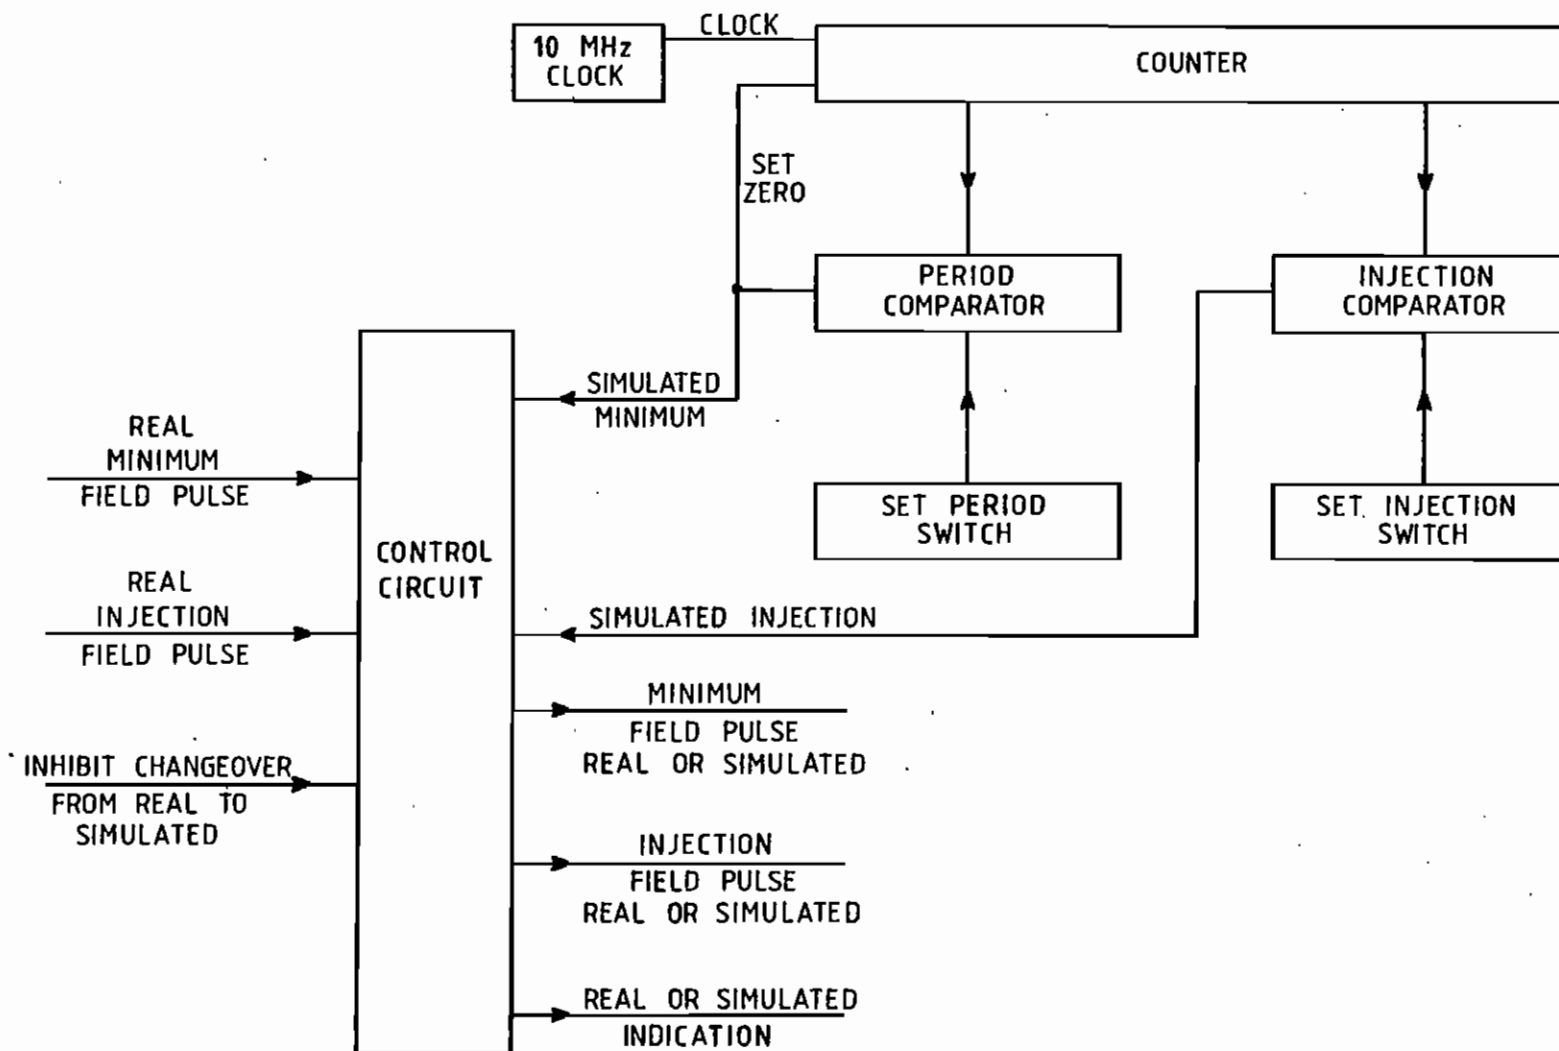 CLOCK
10 MHz
CLOCK
COUNTER
SET
ZERO
PERIOD
COMPARATOR
INJECTION
COMPARATOR
SIMULATED
MINIMUM
REAL
MINIMUM
FIELD PULSE
SET PERIOD
SWITCH
SET INJECTION
SWITCH
CONTROL
CIRCUIT
REAL
INJECTION
FIELD PULSE
SIMULATED INJECTION
MINIMUM
FIELD PULSE
REAL OR SIMULATED
INHIBIT CHANGEOVER
FROM REAL TO
SIMULATED
INJECTION
FIELD PULSE
REAL OR SIMULATED
REAL OR SIMULATED
INDICATION